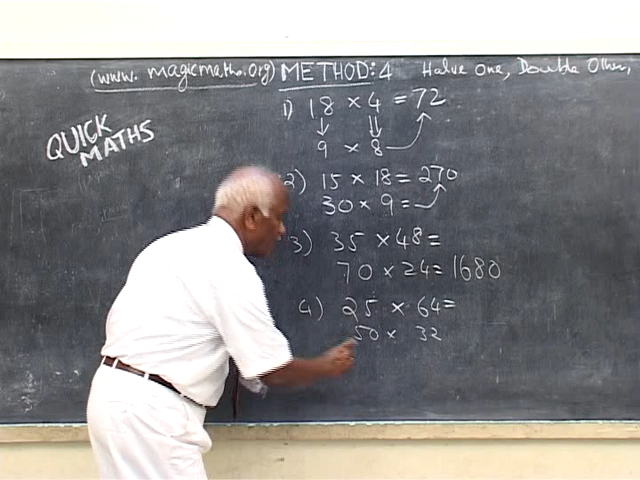 (www.magicmaths.org) METHOD:4 Halve One, Double Other,
QUICK
MATHS
1) 18 × 4 = 72
9 × 8
2) 15 × 18 = 270
30 × 9 =
3) 35 × 48 =
70 × 24 = 1680
4) 25 × 64 =
50 × 32